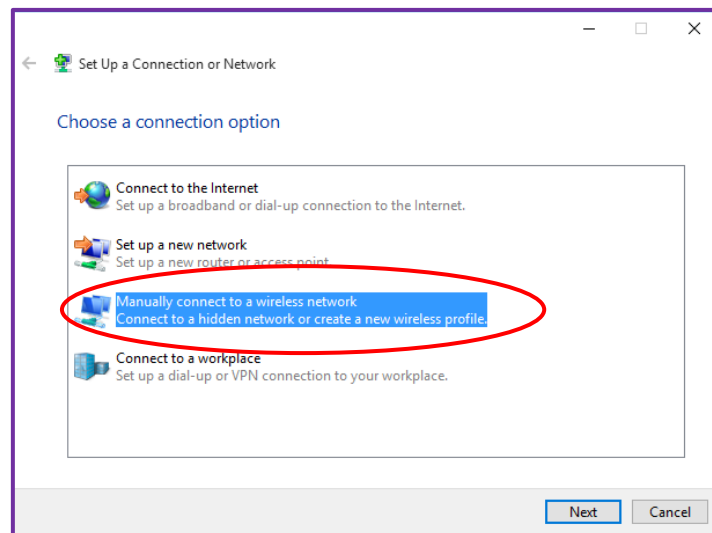 Set Up a Connection or Network
Choose a connection option
Connect to the Internet
Set up a broadband or dial-up connection to the Internet.
Set up a new network
Set up a new router or access point.
Manually connect to a wireless network
Connect to a hidden network or create a new wireless profile.
Connect to a workplace
Set up a dial-up or VPN connection to your workplace.
Next
Cancel